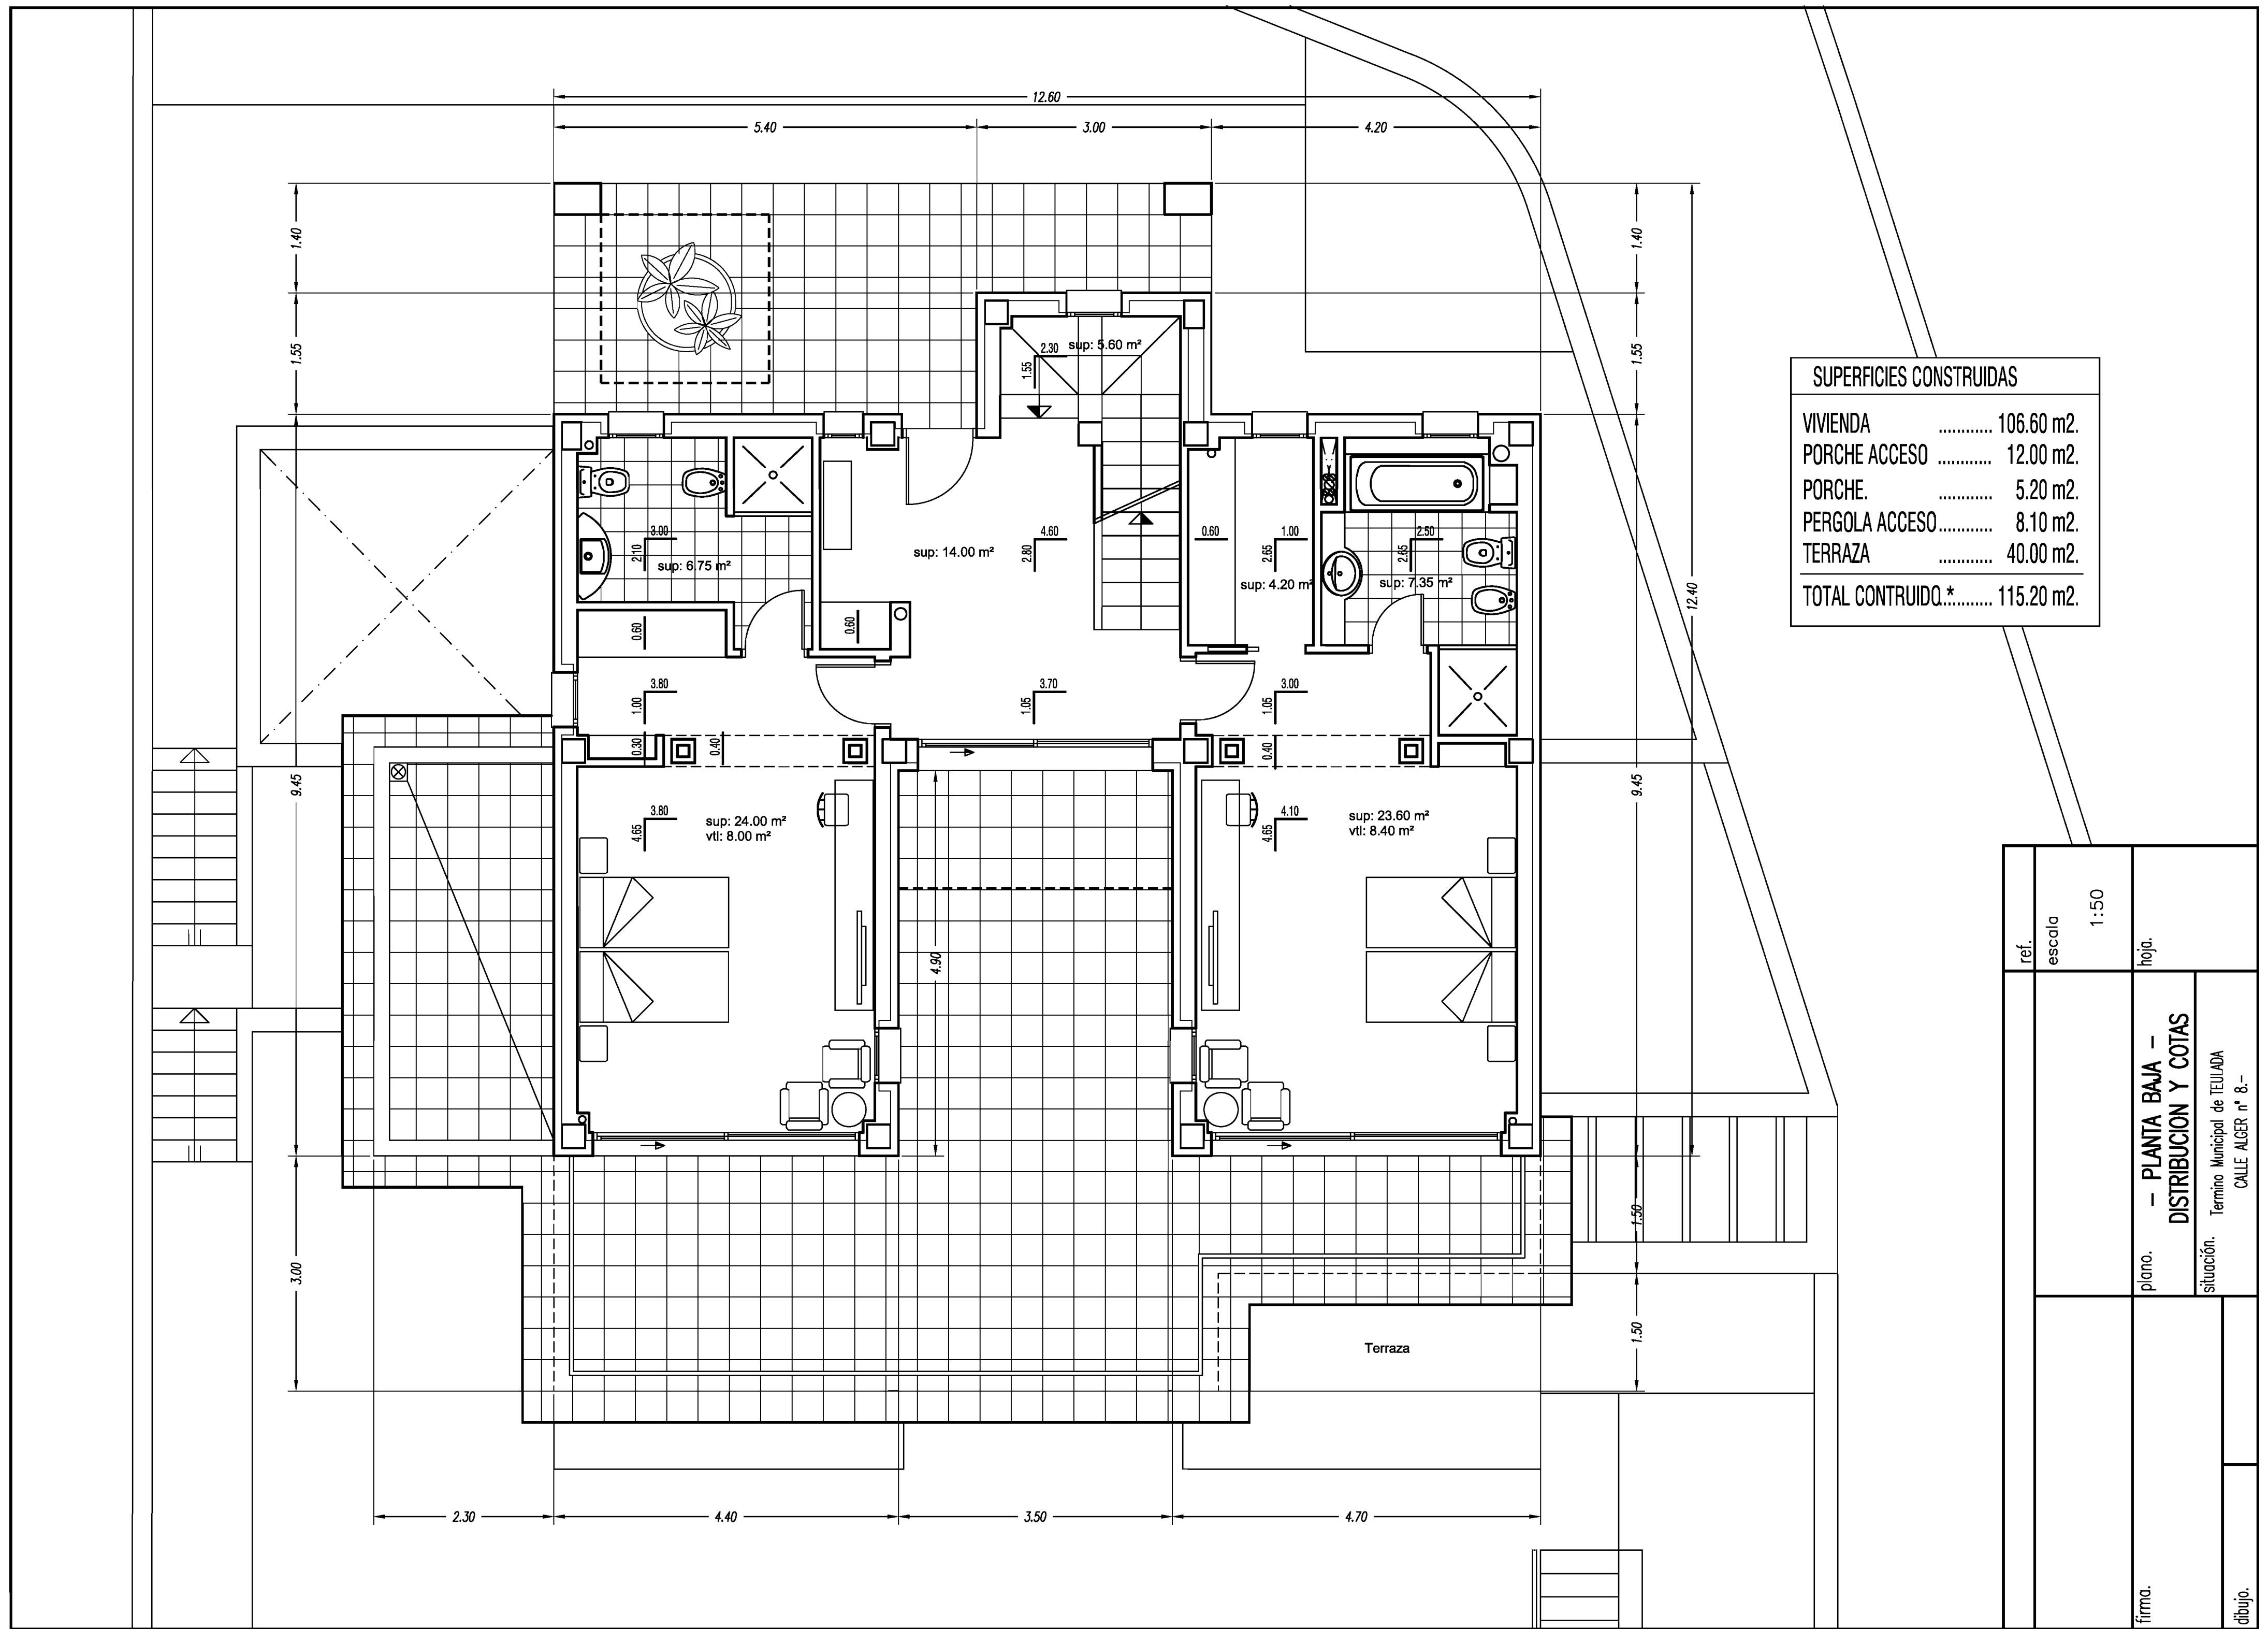 12.60
5.40
3.00
4.20
1.40
1.40
1.55
1.55
sup: 5.60 m²
2.30
1.55
SUPERFICIES CONSTRUIDAS
VIVIENDA ............ 106.60 m2.
PORCHE ACCESO ............ 12.00 m2.
PORCHE. ............ 5.20 m2.
PERGOLA ACCESO............ 8.10 m2.
TERRAZA ............ 40.00 m2.
TOTAL CONTRUIDO.*.......... 115.20 m2.
3.00
2.10
sup: 6.75 m²
sup: 14.00 m²
4.60
2.80
0.60
1.00
2.65
sup: 4.20 m²
2.50
2.65
sup: 7.35 m²
12.40
0.60
0.60
3.80
1.00
3.70
1.05
3.00
1.05
0.30
0.40
0.40
9.45
9.45
3.80
4.65
sup: 24.00 m²
vtl: 8.00 m²
4.10
4.65
sup: 23.60 m²
vtl: 8.40 m²
4.90
3.00
1.50
1.50
Terraza
2.30
4.40
3.50
4.70
ref.
escala
1:50
hoja.
plano.
- PLANTA BAJA -
DISTRIBUCION Y COTAS
situación.
Termino Municipal de TEULADA
CALLE ALGER n° 8.-
firma.
dibujo.